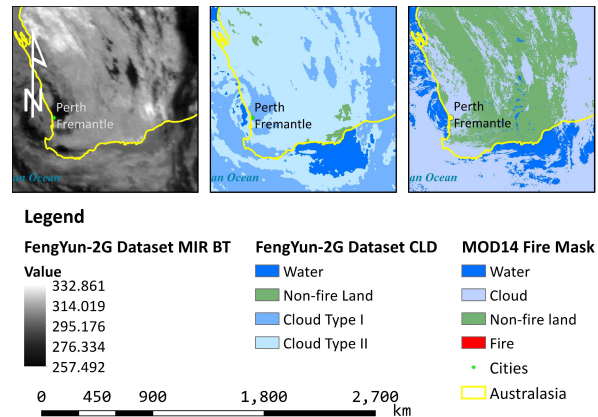 Perth
Fremantle
an Ocean
Perth
Fremantle
an Ocean
Perth
Fremantle
an Ocean
N
Legend
FengYun-2G Dataset MIR BT
Value
332.861
314.019
295.176
276.334
257.492
FengYun-2G Dataset CLD
Water
Non-fire Land
Cloud Type I
Cloud Type II
MOD14 Fire Mask
Water
Cloud
Non-fire land
Fire
Cities
Australasia
0 450 900 1,800 2,700
km